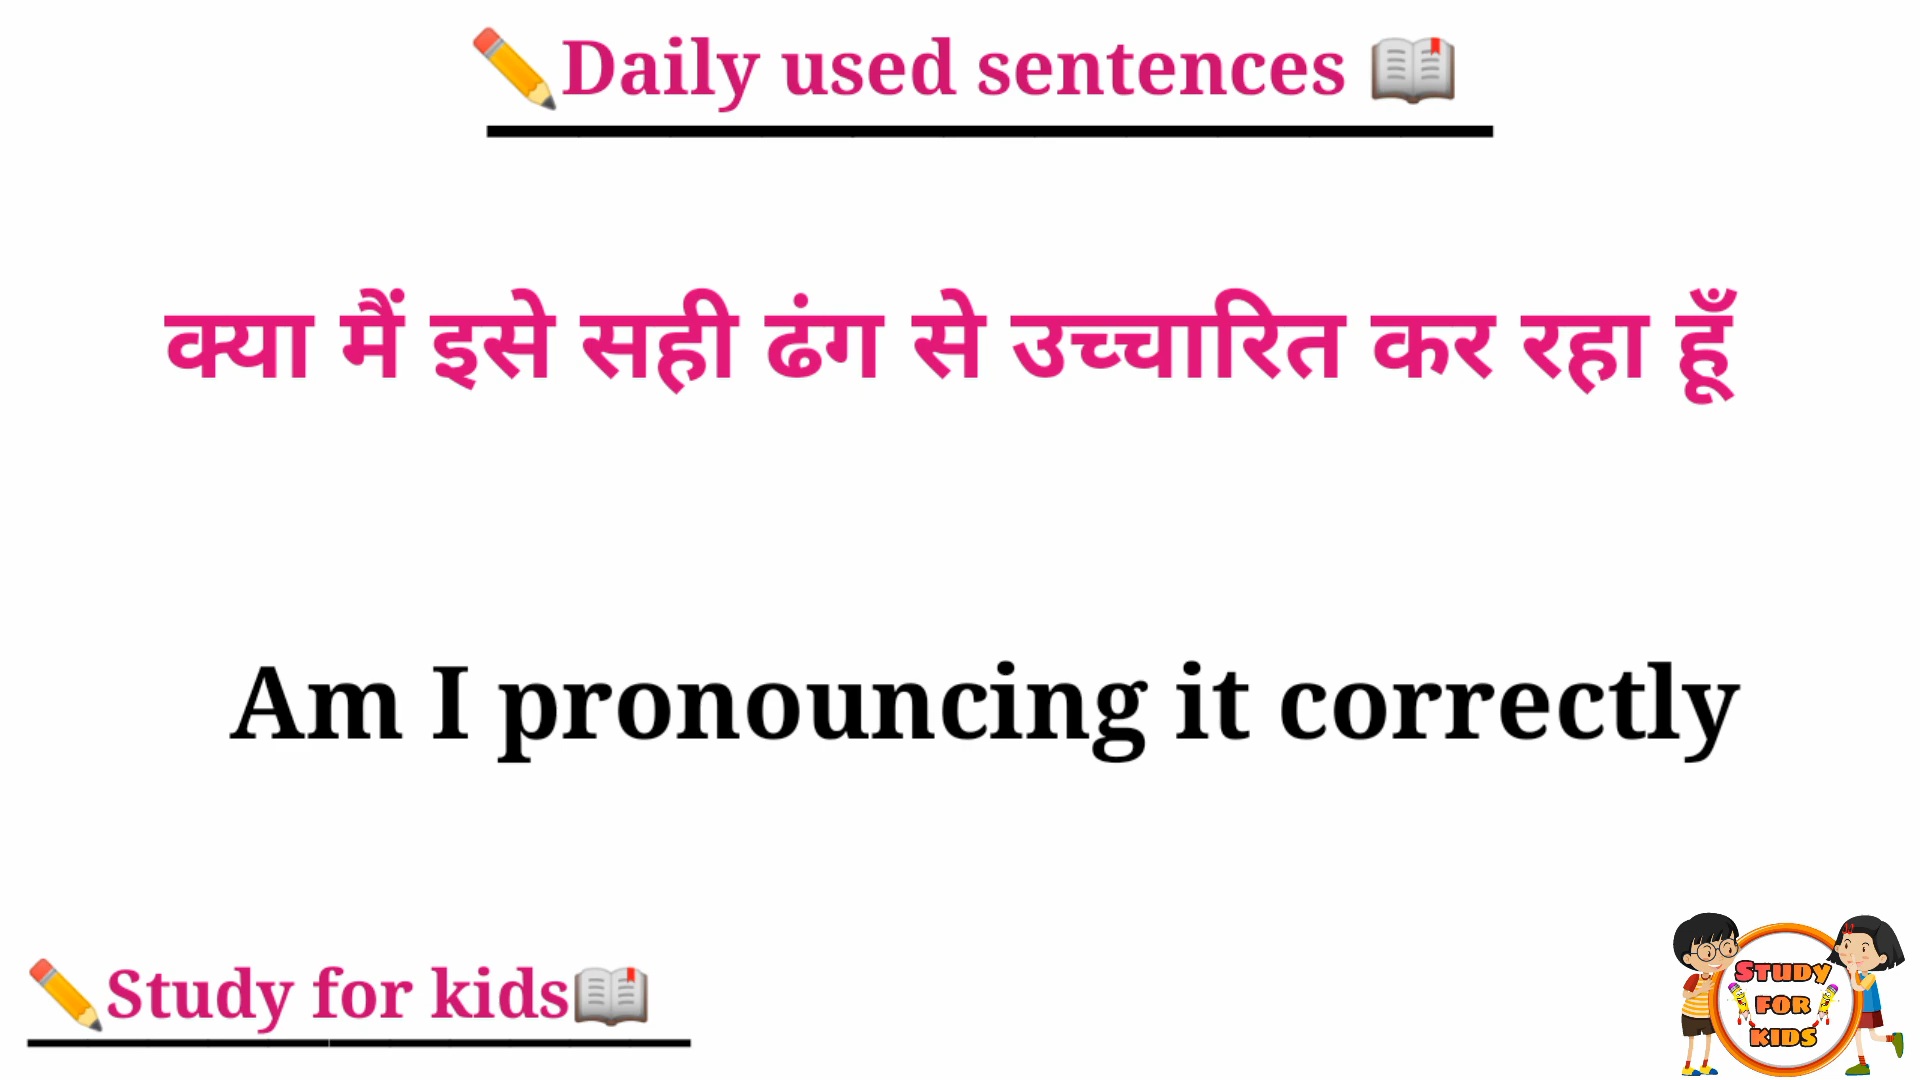 ✏️Daily used sentences 📖
क्या मैं इसे सही ढंग से उच्चारित कर रहा हूँ
Am I pronouncing it correctly
✏️Study for kids📖
STUDY
FOR
KIDS